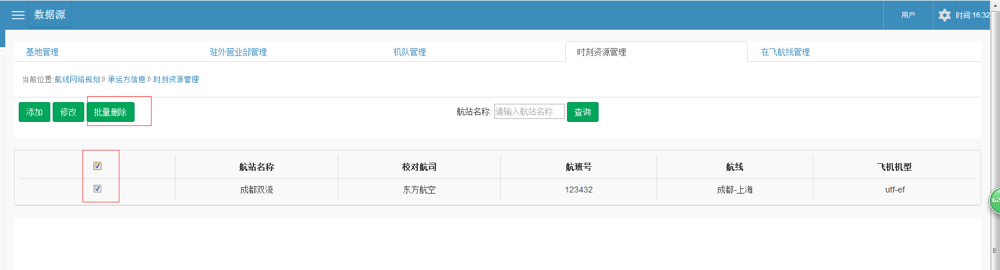 数据源 用户 时间:16:32
基地管理 驻外营业部管理 机队管理 时刻资源管理 在飞航线管理
当前位置:航线网络规划» 承运方信息» 时刻资源管理
添加 修改 批量删除 航站名称: 请输入航站名称 查询
航站名称 校对航司 航班号 航线 飞机机型
成都双流 东方航空 123432 成都-上海 utf-ef
62